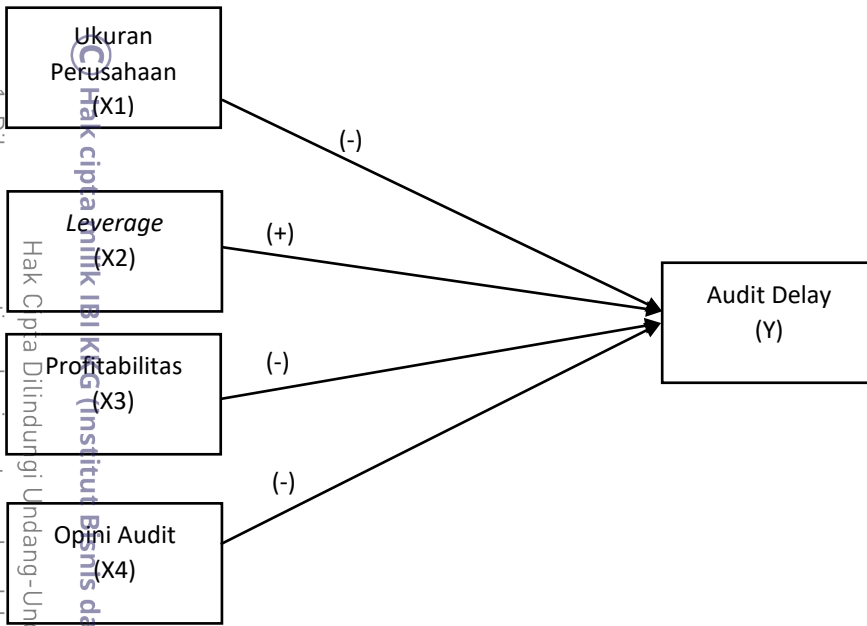 Ukuran
Perusahaan
(X1)
(-)
Leverage
(X2)
(+)
Profitabilitas
(X3)
(-)
Opini Audit
(X4)
(-)
Audit Delay
(Y)
© Hak cipta milik IBI KKG (Institut Bisnis da
Hak Cipta Dilindungi Undang-Un